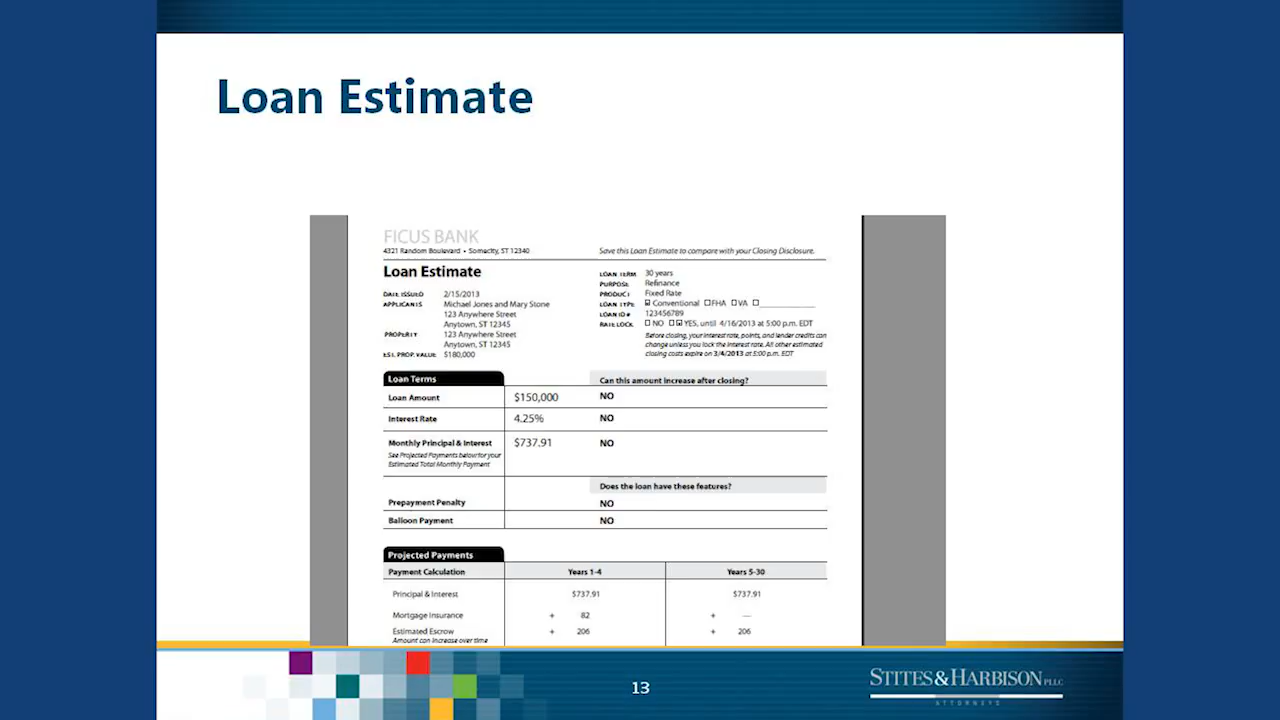 Loan Estimate
FICUS BANK
4321 Random Boulevard • Somecity, ST 12340
Save this Loan Estimate to compare with your Closing Disclosure.
Loan Estimate
DATE ISSUED 2/15/2013
APPLICANTS Michael Jones and Mary Stone
123 Anywhere Street
Anytown, ST 12345
PROPERTY 123 Anywhere Street
Anytown, ST 12345
EST. PROP. VALUE $180,000
LOAN TERM 30 years
PURPOSE Refinance
PRODUCT Fixed Rate
LOAN TYPE ☒ Conventional ☐ FHA ☐ VA ☐ ____________
LOAN ID # 123456789
RATE LOCK ☐ NO ☒ YES, until 4/16/2013 at 5:00 p.m. EDT
Before closing, your interest rate, points, and lender credits can
change unless you lock the interest rate. All other estimated
closing costs expire on 3/4/2013 at 5:00 p.m. EDT
Loan Terms Can this amount increase after closing?
Loan Amount $150,000 NO
Interest Rate 4.25% NO
Monthly Principal & Interest $737.91 NO
See Projected Payments below for your
Estimated Total Monthly Payment
Does the loan have these features?
Prepayment Penalty NO
Balloon Payment NO
Projected Payments
Payment Calculation Years 1-4 Years 5-30
Principal & Interest $737.91 $737.91
Mortgage Insurance + 82 + —
Estimated Escrow + 206 + 206
Amount can increase over time
13
STITES & HARBISON PLLC
ATTORNEYS